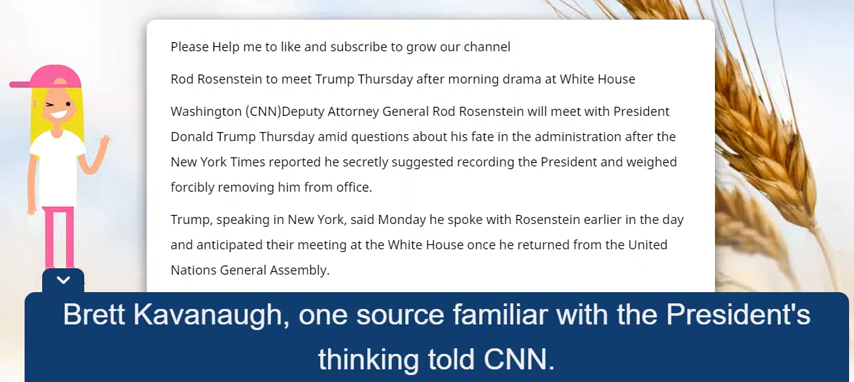 Please Help me to like and subscribe to grow our channel
Rod Rosenstein to meet Trump Thursday after morning drama at White House
Washington (CNN)Deputy Attorney General Rod Rosenstein will meet with President
Donald Trump Thursday amid questions about his fate in the administration after the
New York Times reported he secretly suggested recording the President and weighed
forcibly removing him from office.
Trump, speaking in New York, said Monday he spoke with Rosenstein earlier in the day
and anticipated their meeting at the White House once he returned from the United
Nations General Assembly.
Brett Kavanaugh, one source familiar with the President's
thinking told CNN.